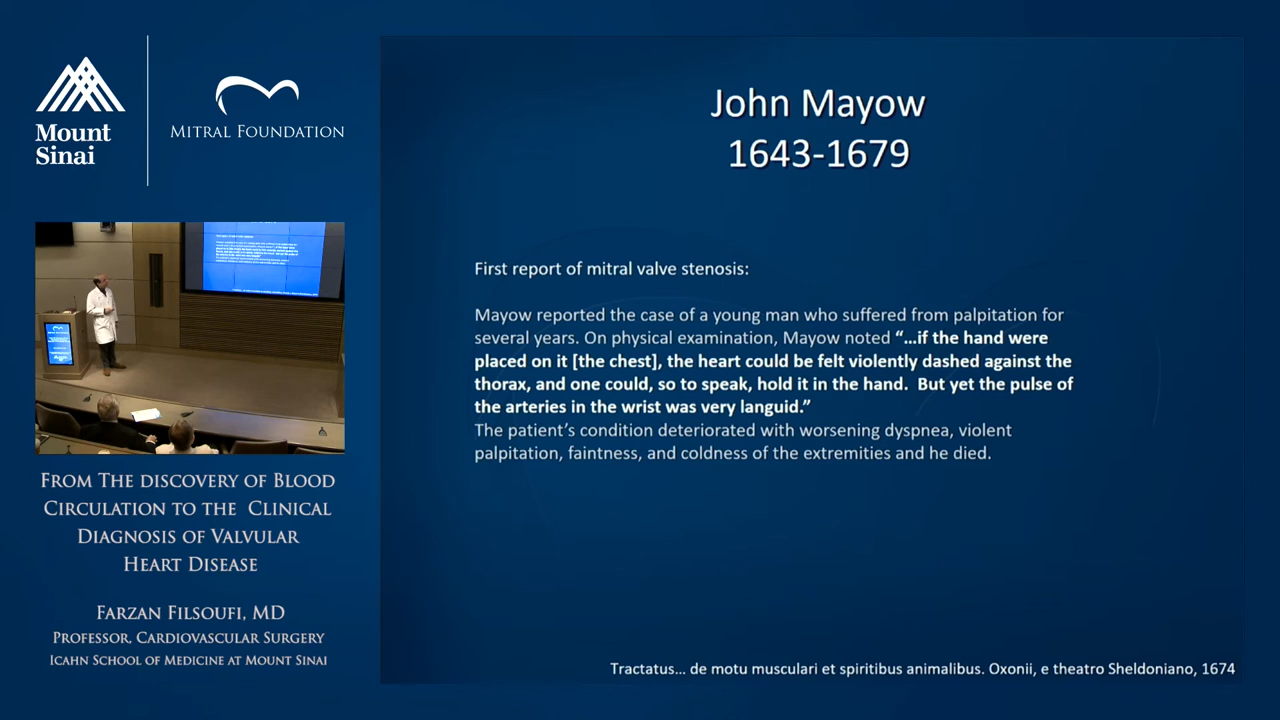 Mount
Sinai
MITRAL FOUNDATION
FROM THE DISCOVERY OF BLOOD
CIRCULATION TO THE CLINICAL
DIAGNOSIS OF VALVULAR
HEART DISEASE
FARZAN FILSOUFI, MD
PROFESSOR, CARDIOVASCULAR SURGERY
ICAHN SCHOOL OF MEDICINE AT MOUNT SINAI
John Mayow
1643-1679
First report of mitral valve stenosis:
Mayow reported the case of a young man who suffered from palpitation for
several years. On physical examination, Mayow noted “…if the hand were
placed on it [the chest], the heart could be felt violently dashed against the
thorax, and one could, so to speak, hold it in the hand. But yet the pulse of
the arteries in the wrist was very languid.”
The patient’s condition deteriorated with worsening dyspnea, violent
palpitation, faintness, and coldness of the extremities and he died.
Tractatus… de motu musculari et spiritibus animalibus. Oxonii, e theatro Sheldoniano, 1674